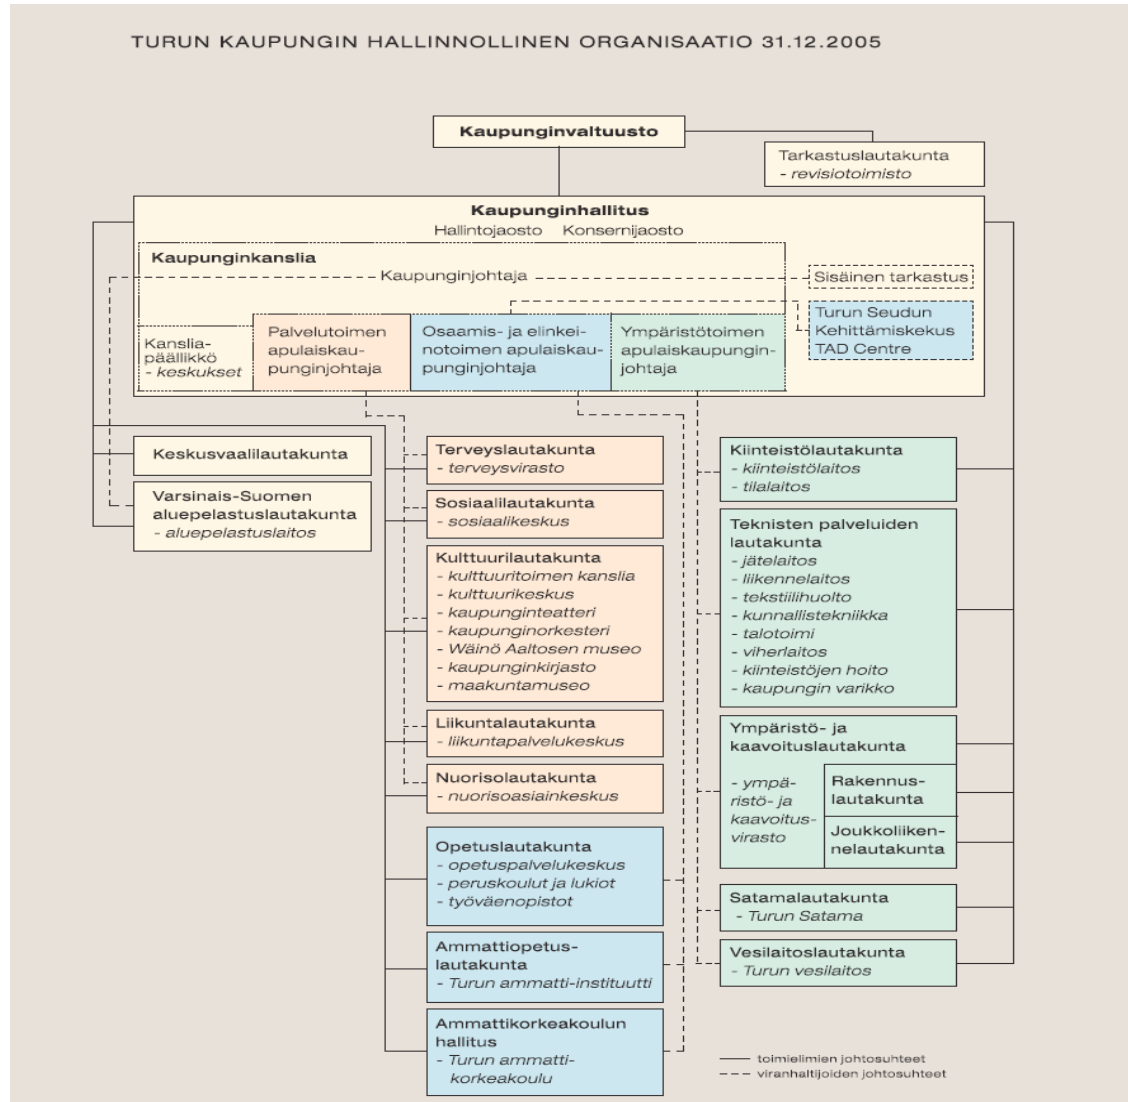 TURUN KAUPUNGIN HALLINNOLLINEN ORGANISAATIO 31.12.2005
Kaupunginvaltuusto
Tarkastuslautakunta
- revisiotoimisto
Kaupunginhallitus
Hallintojaosto Konsernijaosto
Kaupunginkanslia
Kaupunginjohtaja
Sisäinen tarkastus
Kanslia-
päällikkö
- keskukset
Palvelutoimen
apulaiskau-
punginjohtaja
Osaamis- ja elinkei-
notoimen apulaiskau-
punginjohtaja
Ympäristötoimen
apulaiskaupungin-
johtaja
Turun Seudun
Kehittämiskekus
TAD Centre
Keskusvaalilautakunta
Varsinais-Suomen
aluepelastuslautakunta
- aluepelastuslaitos
Terveyslautakunta
- terveysvirasto
Sosiaalilautakunta
- sosiaalikeskus
Kulttuurilautakunta
- kulttuuritoimen kanslia
- kulttuurikeskus
- kaupunginteatteri
- kaupunginorkesteri
- Wäinö Aaltosen museo
- kaupunginkirjasto
- maakuntamuseo
Liikuntalautakunta
- liikuntapalvelukeskus
Nuorisolautakunta
- nuorisoasiainkeskus
Opetuslautakunta
- opetuspalvelukeskus
- peruskoulut ja lukiot
- työväenopistot
Ammattiopetus-
lautakunta
- Turun ammatti-instituutti
Ammattikorkeakoulun
hallitus
- Turun ammatti-
korkeakoulu
Kiinteistölautakunta
- kiinteistölaitos
- tilalaitos
Teknisten palveluiden
lautakunta
- jätelaitos
- liikennelaitos
- tekstiilihuolto
- kunnallistekniikka
- talotoimi
- viherlaitos
- kiinteistöjen hoito
- kaupungin varikko
Ympäristö- ja
kaavoituslautakunta
- ympä-
ristö- ja
kaavoitus-
virasto
Rakennus-
lautakunta
Joukkoliiken-
nelautakunta
Satamalautakunta
- Turun Satama
Vesilaitoslautakunta
- Turun vesilaitos
toimielimien johtosuhteet
viranhaltijoiden johtosuhteet